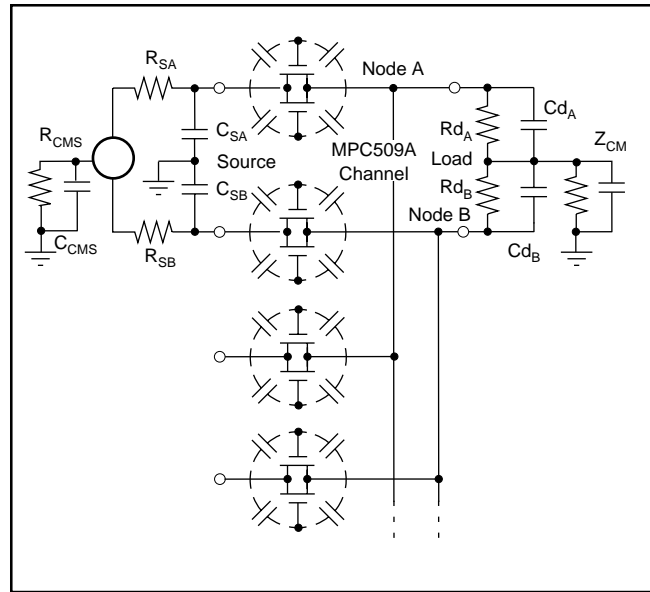 R_SA
Node A
Cd_A
R_CMS
C_SA
Rd_A
MPC509A
Channel
Z_CM
Source
Load
C_SB
Rd_B
Node B
C_CMS
R_SB
Cd_B